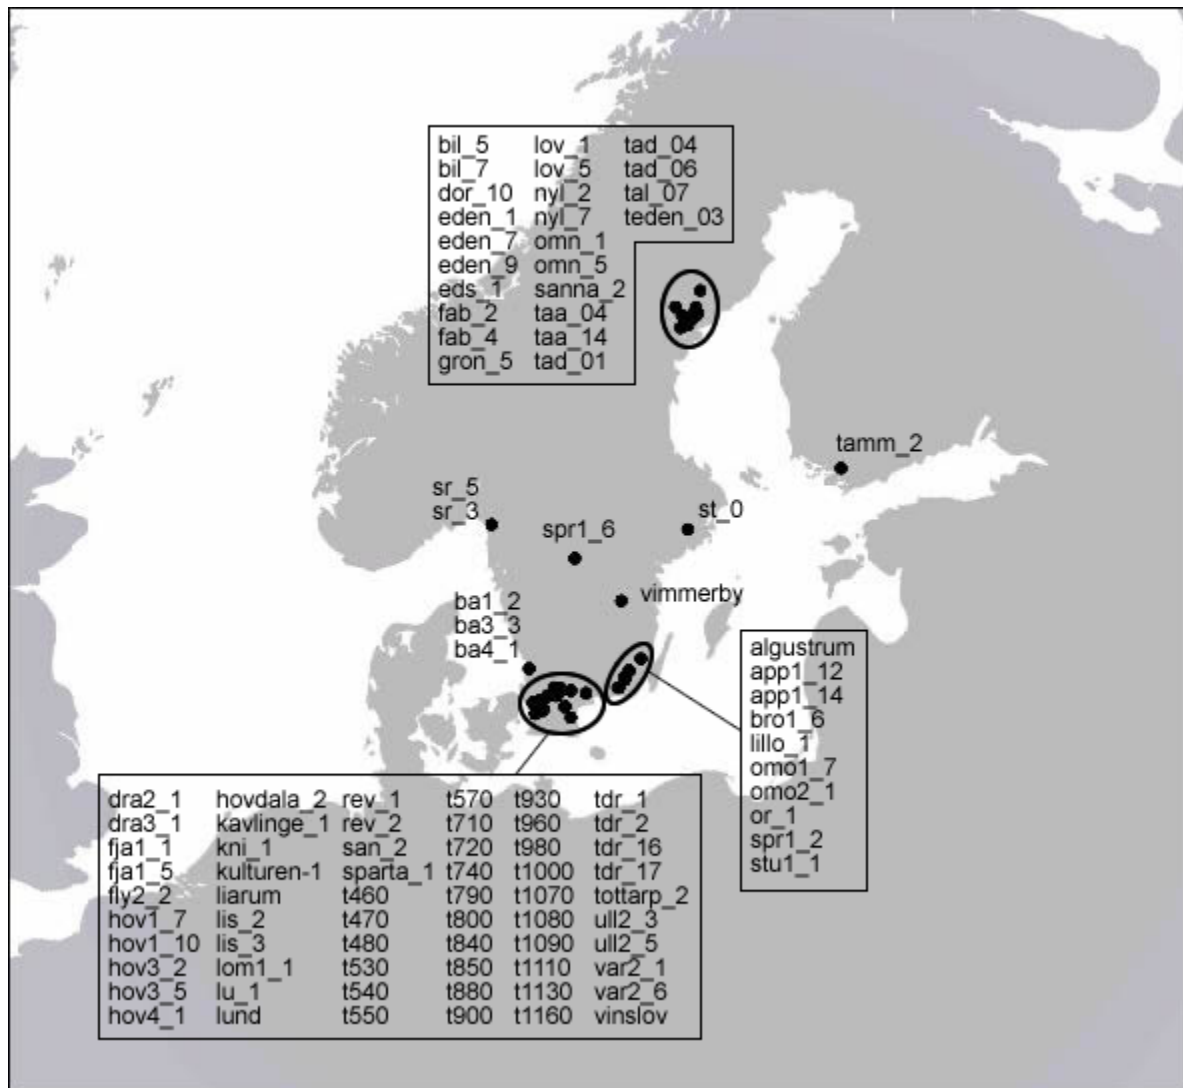 bil_5 lov_1 tad_04
bil_7 lov_5 tad_06
dor_10 nyl_2 tal_07
eden_1 nyl_7 teden_03
eden_7 omn_1
eden_9 omn_5
eds_1 sanna_2
fab_2 taa_04
fab_4 taa_14
gron_5 tad_01
tamm_2
sr_5
sr_3
st_0
spr1_6
vimmerby
ba1_2
ba3_3
ba4_1
algustrum
app1_12
app1_14
bro1_6
lillo_1
omo1_7
omo2_1
or_1
spr1_2
stu1_1
dra2_1 hovdala_2 rev_1 t570 t930 tdr_1
dra3_1 kavlinge_1 rev_2 t710 t960 tdr_2
fja1_1 kni_1 san_2 t720 t980 tdr_16
fja1_5 kulturen-1 sparta_1 t740 t1000 tdr_17
fly2_2 liarum t460 t790 t1070 tottarp_2
hov1_7 lis_2 t470 t800 t1080 ull2_3
hov1_10 lis_3 t480 t840 t1090 ull2_5
hov3_2 lom1_1 t530 t850 t1110 var2_1
hov3_5 lu_1 t540 t880 t1130 var2_6
hov4_1 lund t550 t900 t1160 vinslov